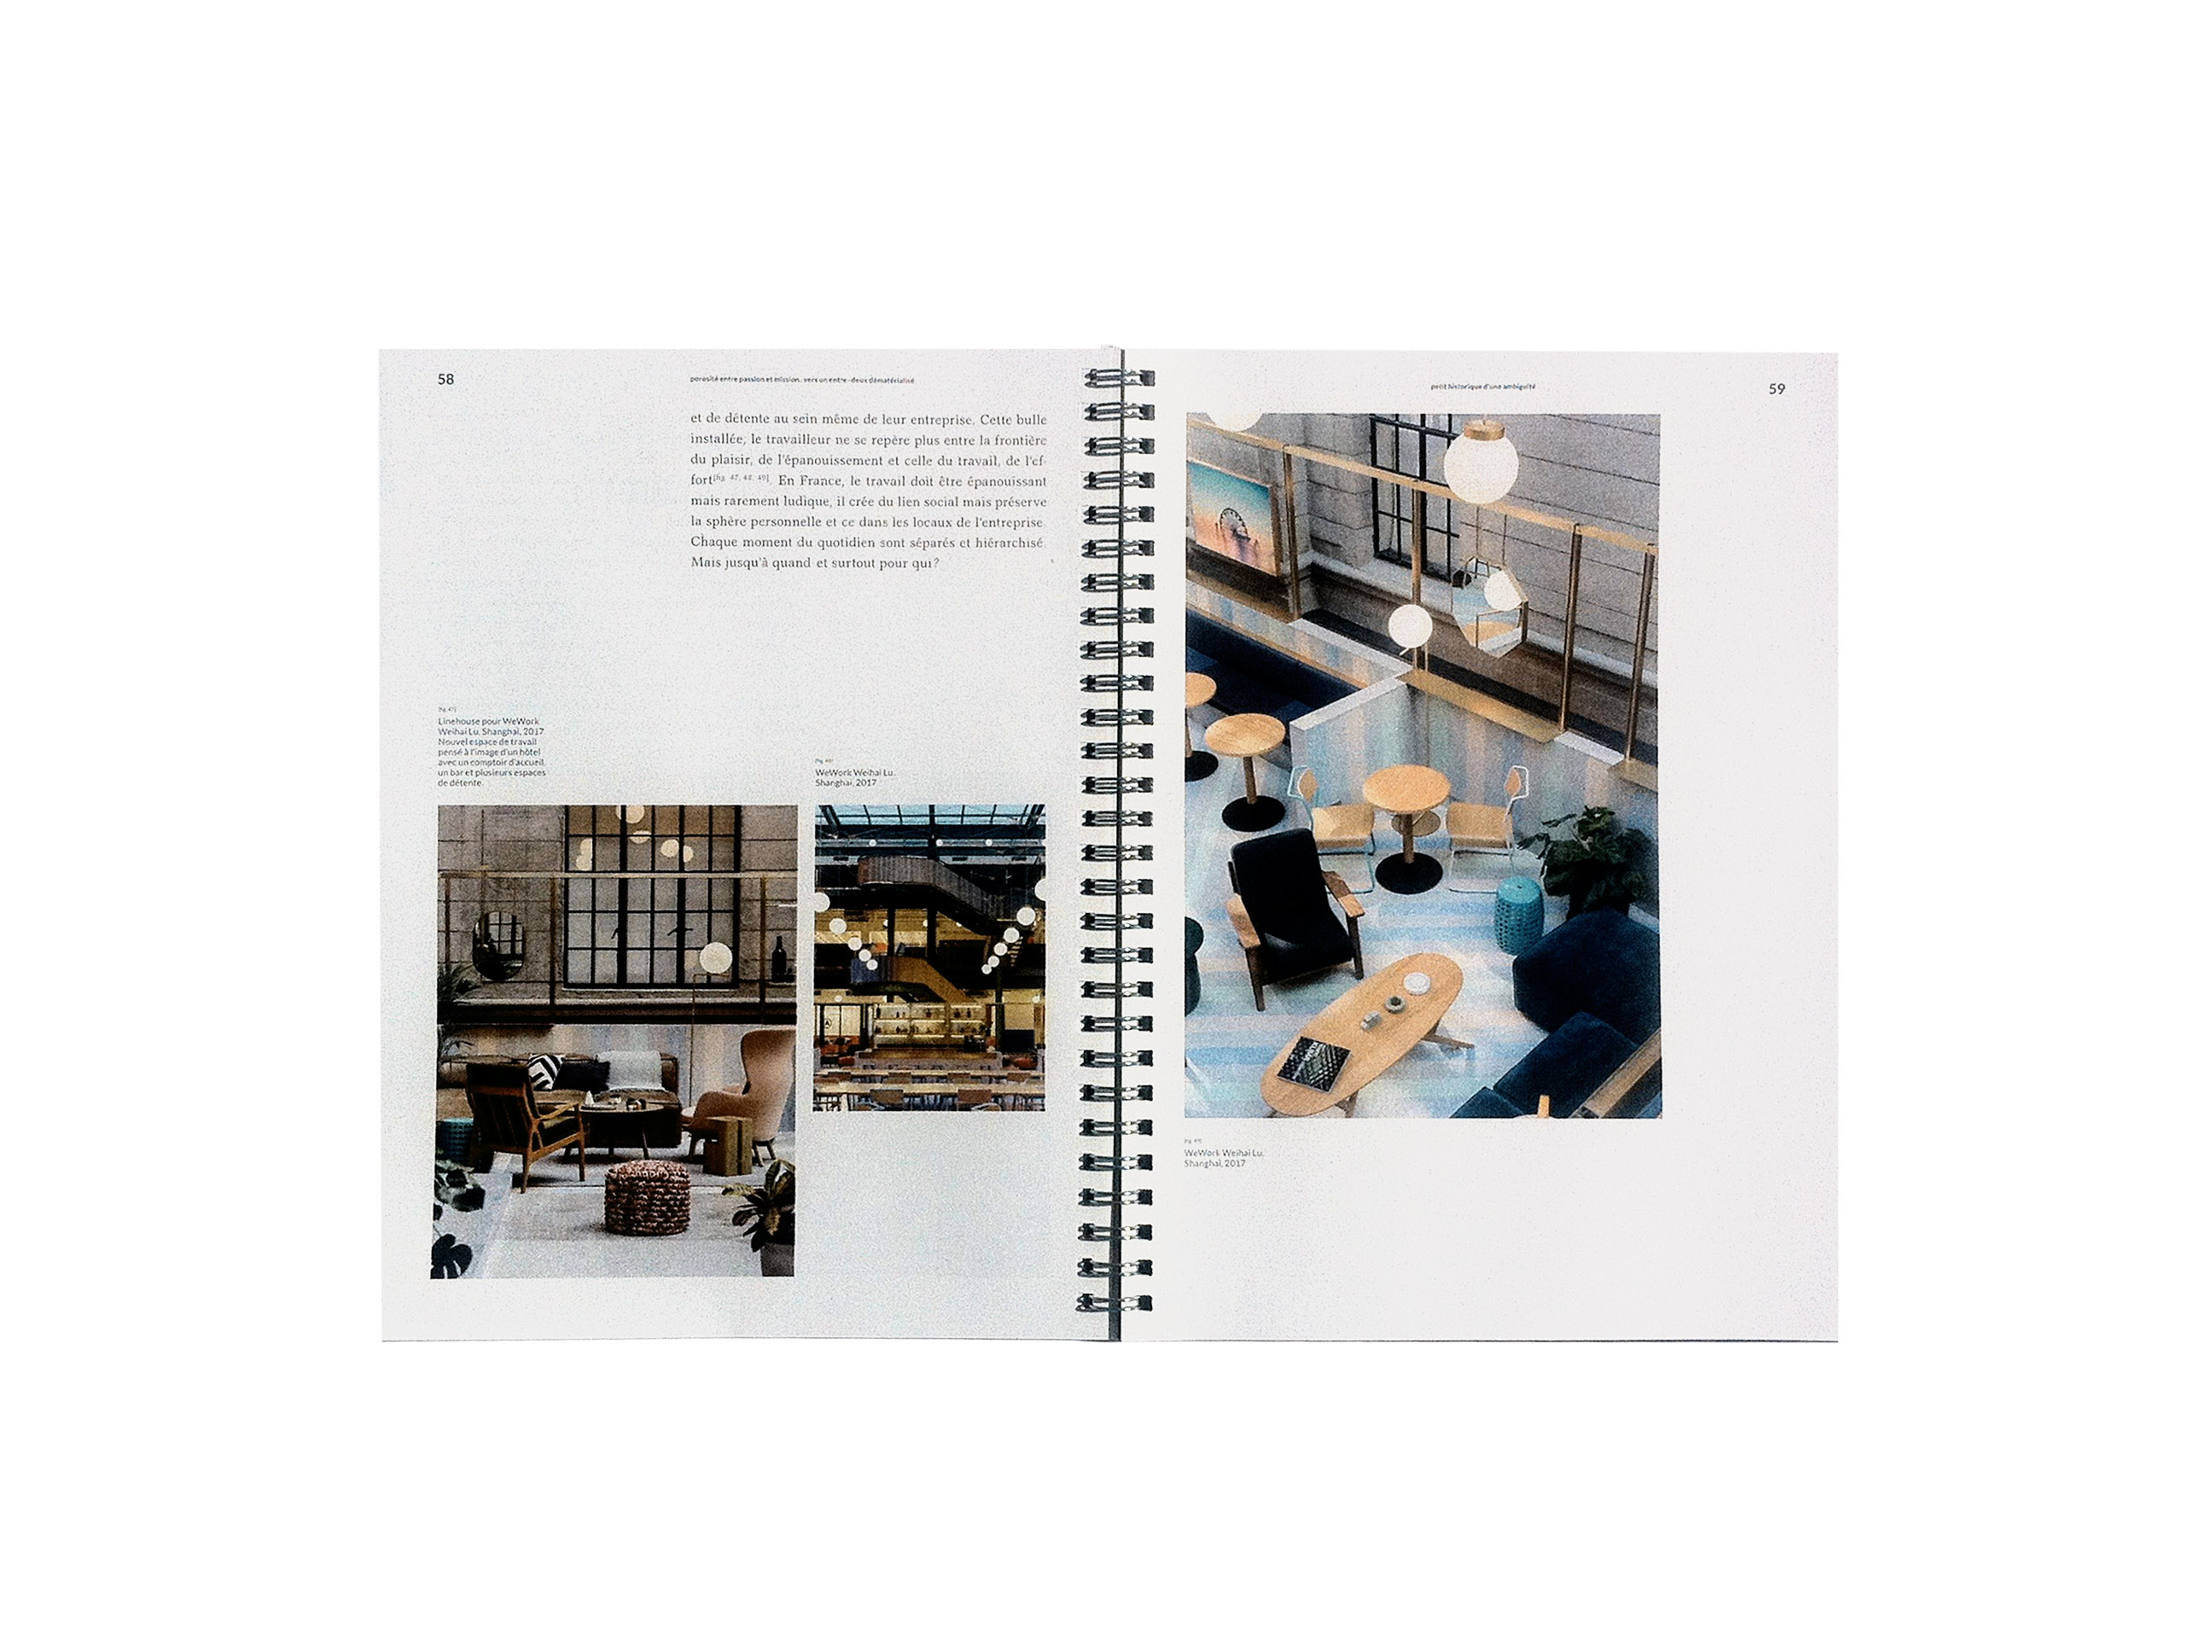 58
porosité entre passion et mission, vers un entre-deux dématérialisé
et de détente au sein même de leur entreprise. Cette bulle
installée, le travailleur ne se repère plus entre la frontière
du plaisir, de l'épanouissement et celle du travail, de l'ef-
fort[fig. 47, 48, 49]. En France, le travail doit être épanouissant
mais rarement ludique, il crée du lien social mais préserve
la sphère personnelle et ce dans les locaux de l'entreprise.
Chaque moment du quotidien sont séparés et hiérarchisé.
Mais jusqu'à quand et surtout pour qui?
[fig. 47]
Linehouse pour WeWork
Weihai Lu, Shanghai, 2017
Nouvel espace de travail
pensé à l'image d'un hôtel
avec un comptoir d'accueil,
un bar et plusieurs espaces
de détente.
[fig. 48]
WeWork Weihai Lu,
Shanghai, 2017
petit historique d'une ambiguïté
59
[fig. 49]
WeWork Weihai Lu,
Shanghai, 2017